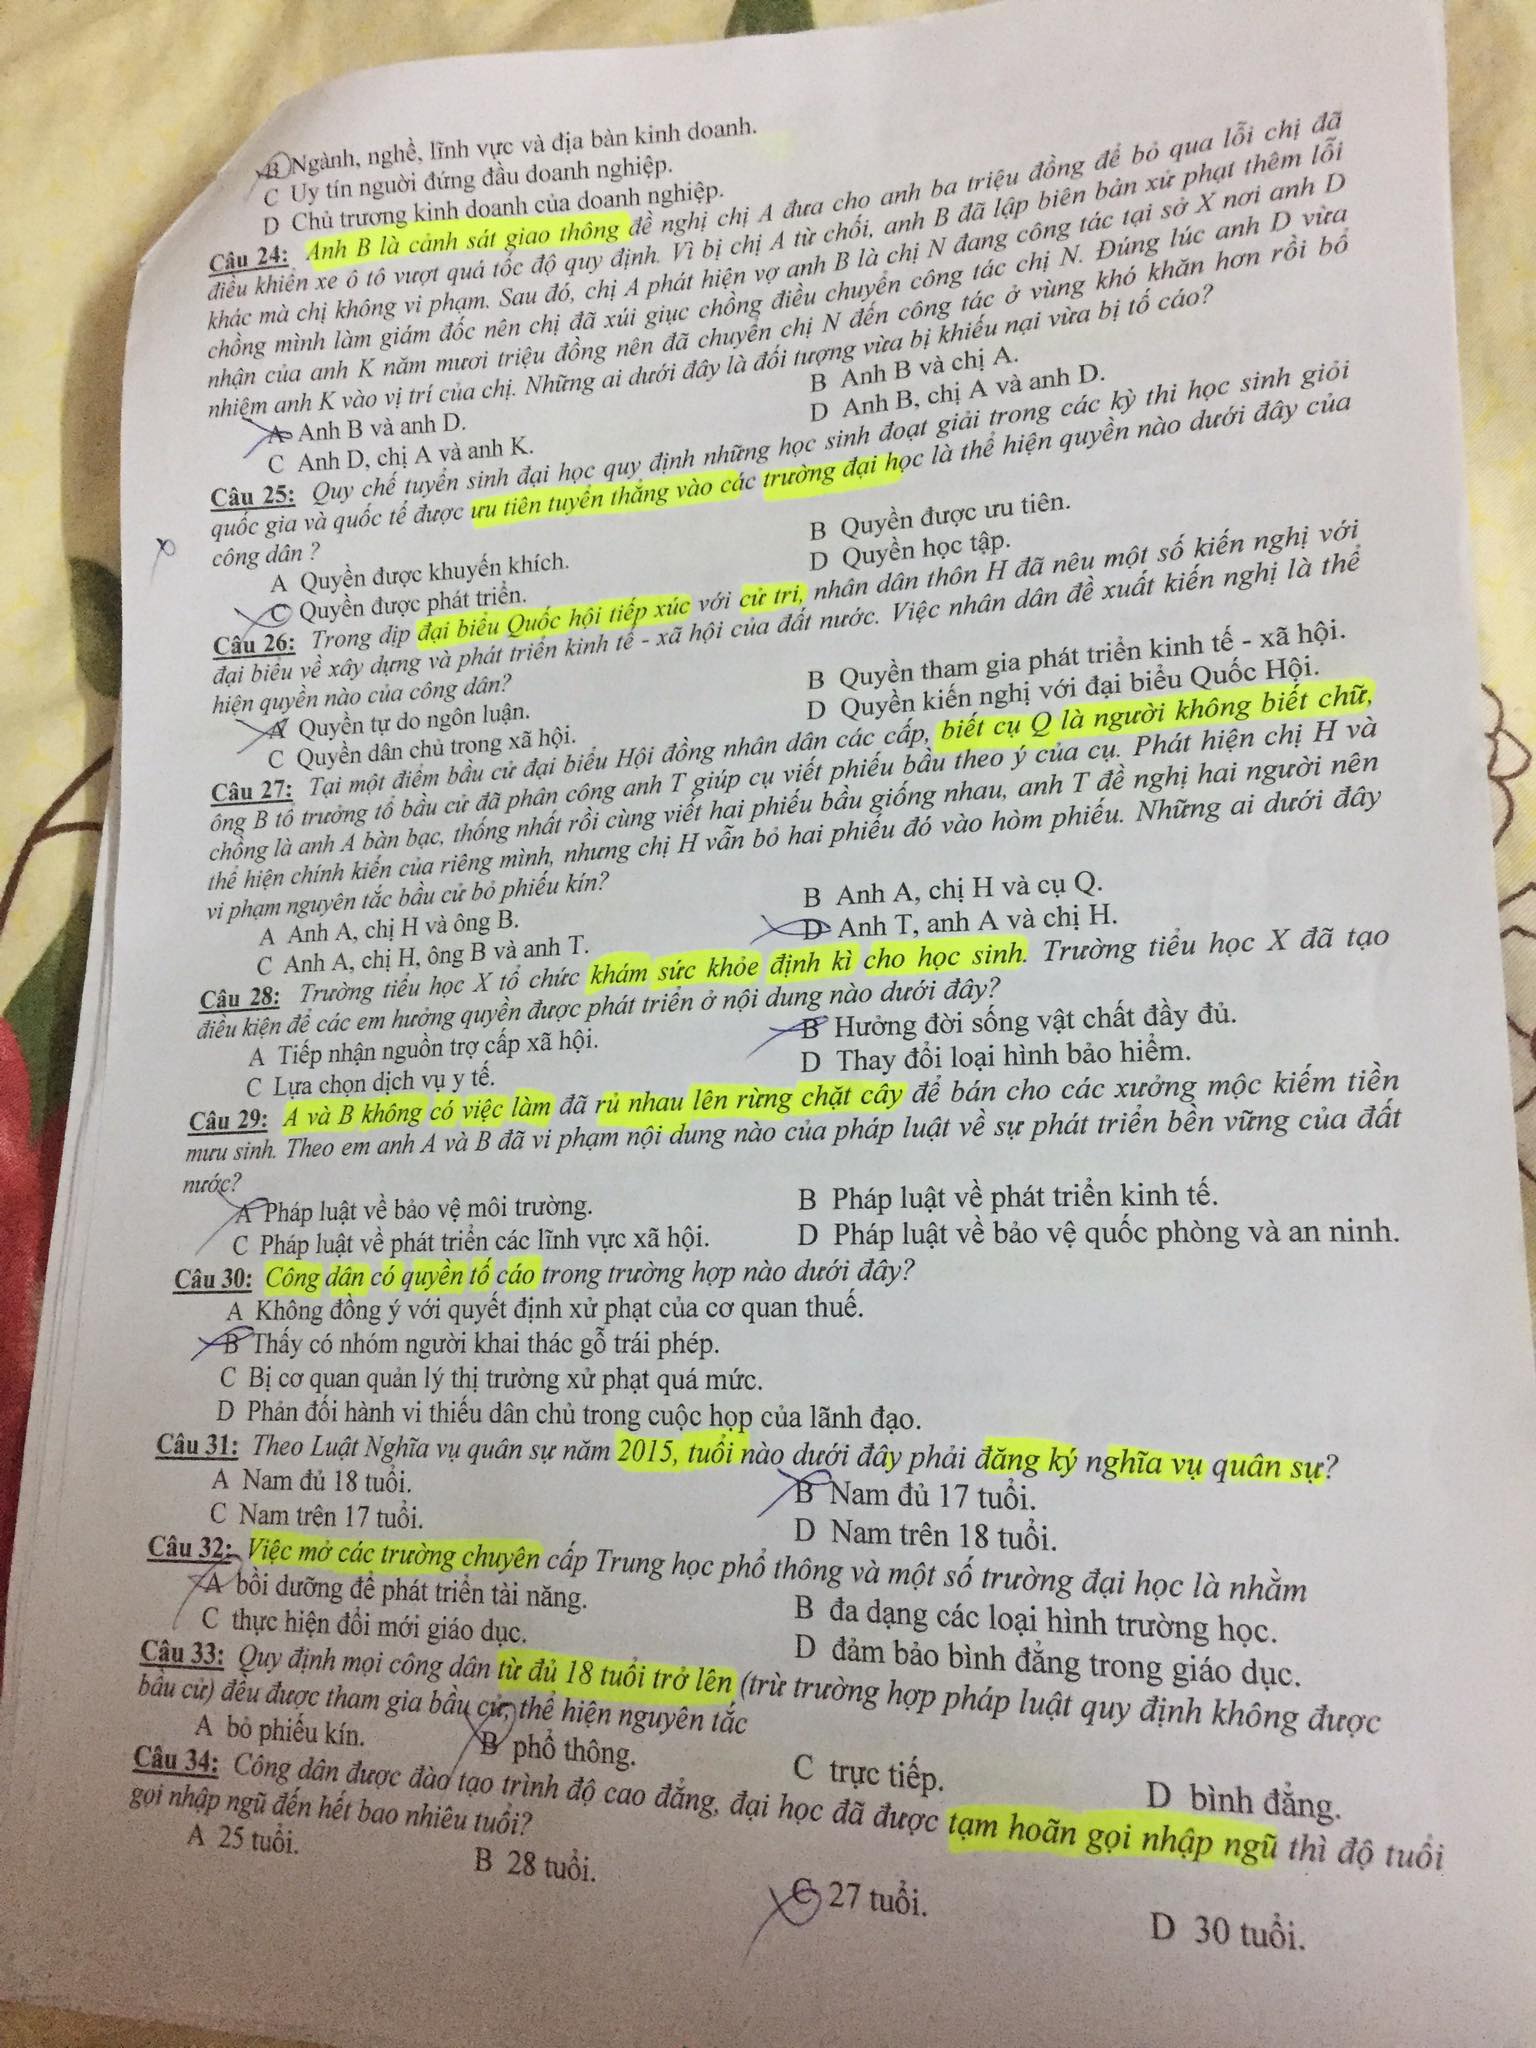 B Ngành, nghề, lĩnh vực và địa bàn kinh doanh.
C Uy tín người đứng đầu doanh nghiệp.
D Chủ trương kinh doanh của doanh nghiệp.
Câu 24: Anh B là cảnh sát giao thông đề nghị chị A đưa cho anh ba triệu đồng để bỏ qua lỗi chị đã
điều khiển xe ô tô vượt quá tốc độ quy định. Vì bị chị A từ chối, anh B đã lập biên bản xử phạt thêm lỗi
khác mà chị không vi phạm. Sau đó, chị A phát hiện vợ anh B là chị N đang công tác tại sở X nơi anh D
chồng mình làm giám đốc nên chị đã xúi giục chồng điều chuyển công tác chị N. Đúng lúc anh D vừa
nhận của anh K năm mươi triệu đồng nên đã chuyển chị N đến công tác ở vùng khó khăn hơn rồi bổ
nhiệm anh K vào vị trí của chị. Những ai dưới đây là đối tượng vừa bị khiếu nại vừa bị tố cáo?
A Anh B và anh D.
B Anh B và chị A.
C Anh D, chị A và anh K.
D Anh B, chị A và anh D.
Câu 25: Quy chế tuyển sinh đại học quy định những học sinh đoạt giải trong các kỳ thi học sinh giỏi
quốc gia và quốc tế được ưu tiên tuyển thẳng vào các trường đại học là thể hiện quyền nào dưới đây của
công dân ?
A Quyền được khuyến khích.
B Quyền được ưu tiên.
C Quyền được phát triển.
D Quyền học tập.
Câu 26: Trong dịp đại biểu Quốc hội tiếp xúc với cử tri, nhân dân thôn H đã nêu một số kiến nghị với
đại biểu về xây dựng và phát triển kinh tế - xã hội của đất nước. Việc nhân dân đề xuất kiến nghị là thể
hiện quyền nào của công dân?
A Quyền tự do ngôn luận.
B Quyền tham gia phát triển kinh tế - xã hội.
C Quyền dân chủ trong xã hội.
D Quyền kiến nghị với đại biểu Quốc Hội.
Câu 27: Tại một điểm bầu cử đại biểu Hội đồng nhân dân các cấp, biết cụ Q là người không biết chữ,
ông B tổ trưởng tổ bầu cử đã phân công anh T giúp cụ viết phiếu bầu theo ý của cụ. Phát hiện chị H và
chồng là anh A bàn bạc, thống nhất rồi cùng viết hai phiếu bầu giống nhau, anh T đề nghị hai người nên
thể hiện chính kiến của riêng mình, nhưng chị H vẫn bỏ hai phiếu đó vào hòm phiếu. Những ai dưới đây
vi phạm nguyên tắc bầu cử bỏ phiếu kín?
A Anh A, chị H và ông B.
B Anh A, chị H và cụ Q.
C Anh A, chị H, ông B và anh T.
D Anh T, anh A và chị H.
Câu 28: Trường tiểu học X tổ chức khám sức khỏe định kì cho học sinh. Trường tiểu học X đã tạo
điều kiện để các em hưởng quyền được phát triển ở nội dung nào dưới đây?
A Tiếp nhận nguồn trợ cấp xã hội.
B Hưởng đời sống vật chất đầy đủ.
C Lựa chọn dịch vụ y tế.
D Thay đổi loại hình bảo hiểm.
Câu 29: A và B không có việc làm đã rủ nhau lên rừng chặt cây để bán cho các xưởng mộc kiếm tiền
mưu sinh. Theo em anh A và B đã vi phạm nội dung nào của pháp luật về sự phát triển bền vững của đất
nước?
A Pháp luật về bảo vệ môi trường.
B Pháp luật về phát triển kinh tế.
C Pháp luật về phát triển các lĩnh vực xã hội.
D Pháp luật về bảo vệ quốc phòng và an ninh.
Câu 30: Công dân có quyền tố cáo trong trường hợp nào dưới đây?
A Không đồng ý với quyết định xử phạt của cơ quan thuế.
B Thấy có nhóm người khai thác gỗ trái phép.
C Bị cơ quan quản lý thị trường xử phạt quá mức.
D Phản đối hành vi thiếu dân chủ trong cuộc họp của lãnh đạo.
Câu 31: Theo Luật Nghĩa vụ quân sự năm 2015, tuổi nào dưới đây phải đăng ký nghĩa vụ quân sự?
A Nam đủ 18 tuổi.
B Nam đủ 17 tuổi.
C Nam trên 17 tuổi.
D Nam trên 18 tuổi.
Câu 32: Việc mở các trường chuyên cấp Trung học phổ thông và một số trường đại học là nhằm
A bồi dưỡng để phát triển tài năng.
B đa dạng các loại hình trường học.
C thực hiện đổi mới giáo dục.
D đảm bảo bình đẳng trong giáo dục.
Câu 33: Quy định mọi công dân từ đủ 18 tuổi trở lên (trừ trường hợp pháp luật quy định không được
bầu cử) đều được tham gia bầu cử, thể hiện nguyên tắc
A bỏ phiếu kín.
B phổ thông.
C trực tiếp.
D bình đẳng.
Câu 34: Công dân được đào tạo trình độ cao đẳng, đại học đã được tạm hoãn gọi nhập ngũ thì độ tuổi
gọi nhập ngũ đến hết bao nhiêu tuổi?
A 25 tuổi.
B 28 tuổi.
C 27 tuổi.
D 30 tuổi.